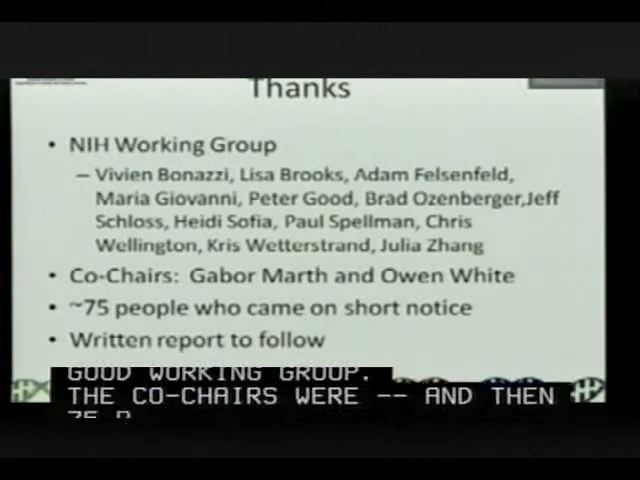 Thanks
• NIH Working Group
– Vivien Bonazzi, Lisa Brooks, Adam Felsenfeld,
Maria Giovanni, Peter Good, Brad Ozenberger,Jeff
Schloss, Heidi Sofia, Paul Spellman, Chris
Wellington, Kris Wetterstrand, Julia Zhang
• Co-Chairs: Gabor Marth and Owen White
• ~75 people who came on short notice
• Written report to follow
GOOD WORKING GROUP.
THE CO-CHAIRS WERE -- AND THEN
75 P